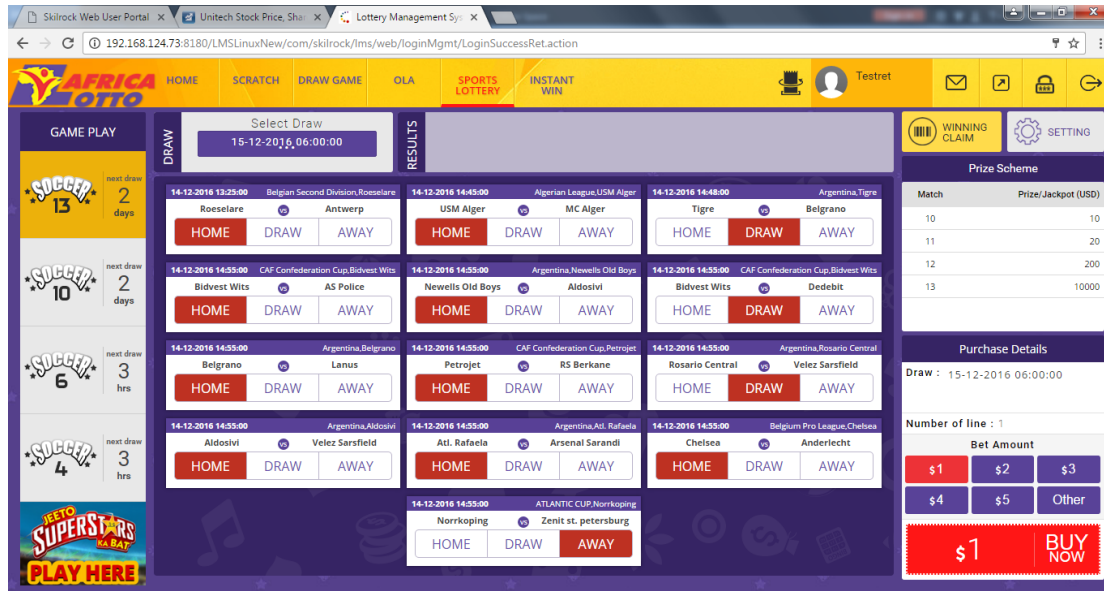 Skilrock Web User Portal
Unitech Stock Price, Shar
Lottery Management Sys
192.168.124.73:8180/LMSLinuxNew/com/skilrock/lms/web/loginMgmt/LoginSuccessRet.action
AFRICA LOTTO
HOME SCRATCH DRAW GAME OLA SPORTS LOTTERY INSTANT WIN
Testret
GAME PLAY
SOCCER 13
next draw
2
days
SOCCER 10
next draw
2
days
SOCCER 6
next draw
3
hrs
SOCCER 4
next draw
3
hrs
JEETO
SUPERSTARS
KA BAT
PLAY HERE
DRAW
Select Draw
15-12-2016 06:00:00
RESULTS
14-12-2016 13:25:00 Belgian Second Division,Roeselare
Roeselare vs Antwerp
HOME DRAW AWAY
14-12-2016 14:45:00 Algerian League,USM Alger
USM Alger vs MC Alger
HOME DRAW AWAY
14-12-2016 14:48:00 Argentina,Tigre
Tigre vs Belgrano
HOME DRAW AWAY
14-12-2016 14:55:00 CAF Confederation Cup,Bidvest Wits
Bidvest Wits vs AS Police
HOME DRAW AWAY
14-12-2016 14:55:00 Argentina,Newells Old Boys
Newells Old Boys vs Aldosivi
HOME DRAW AWAY
14-12-2016 14:55:00 CAF Confederation Cup,Bidvest Wits
Bidvest Wits vs Dedebit
HOME DRAW AWAY
14-12-2016 14:55:00 Argentina,Belgrano
Belgrano vs Lanus
HOME DRAW AWAY
14-12-2016 14:55:00 CAF Confederation Cup,Petrojet
Petrojet vs RS Berkane
HOME DRAW AWAY
14-12-2016 14:55:00 Argentina,Rosario Central
Rosario Central vs Velez Sarsfield
HOME DRAW AWAY
14-12-2016 14:55:00 Argentina,Aldosivi
Aldosivi vs Velez Sarsfield
HOME DRAW AWAY
14-12-2016 14:55:00 Argentina,Atl. Rafaela
Atl. Rafaela vs Arsenal Sarandi
HOME DRAW AWAY
14-12-2016 14:55:00 Belgium Pro League,Chelsea
Chelsea vs Anderlecht
HOME DRAW AWAY
14-12-2016 14:55:00 ATLANTIC CUP,Norrkoping
Norrkoping vs Zenit st. petersburg
HOME DRAW AWAY
WINNING CLAIM
SETTING
Prize Scheme
Match Prize/Jackpot (USD)
10 10
11 20
12 200
13 10000
Purchase Details
Draw : 15-12-2016 06:00:00
Number of line : 1
Bet Amount
$1 $2 $3
$4 $5 Other
$1 BUY NOW